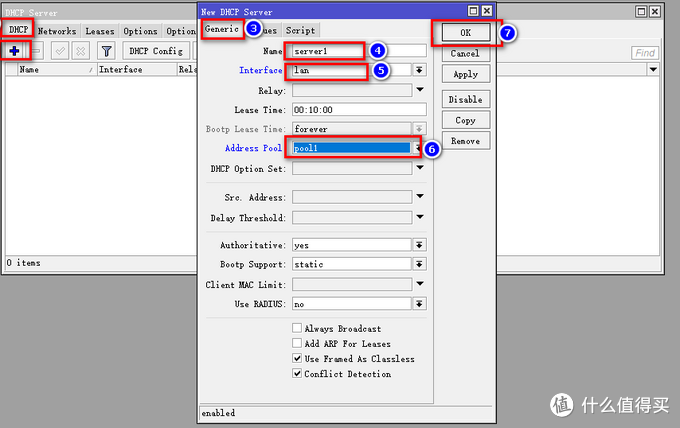 DHCP Server
DHCP Networks Leases Options Option
DHCP Config
Find
Name / Interface Rela
0 items
New DHCP Server
Generic ues Script
3
Name: server1
4
Interface: lan
5
Relay:
Lease Time: 00:10:00
Bootp Lease Time: forever
Address Pool: pool1
6
DHCP Option Set:
Src. Address:
Delay Threshold:
Authoritative: yes
Bootp Support: static
Client MAC Limit:
Use RADIUS: no
Always Broadcast
Add ARP For Leases
Use Framed As Classless
Conflict Detection
enabled
OK
7
Cancel
Apply
Disable
Copy
Remove
值 什么值得买